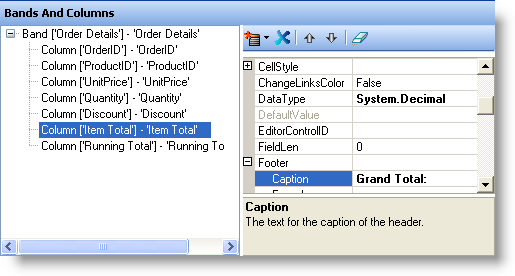 Bands And Columns
Band ['Order Details'] - 'Order Details'
Column ['OrderID'] - 'OrderID'
Column ['ProductID'] - 'ProductID'
Column ['UnitPrice'] - 'UnitPrice'
Column ['Quantity'] - 'Quantity'
Column ['Discount'] - 'Discount'
Column ['Item Total'] - 'Item Total'
Column ['Running Total'] - 'Running To
CellStyle
ChangeLinksColor False
DataType System.Decimal
DefaultValue
EditorControlID
FieldLen 0
Footer
Caption Grand Total:
Caption
The text for the caption of the header.